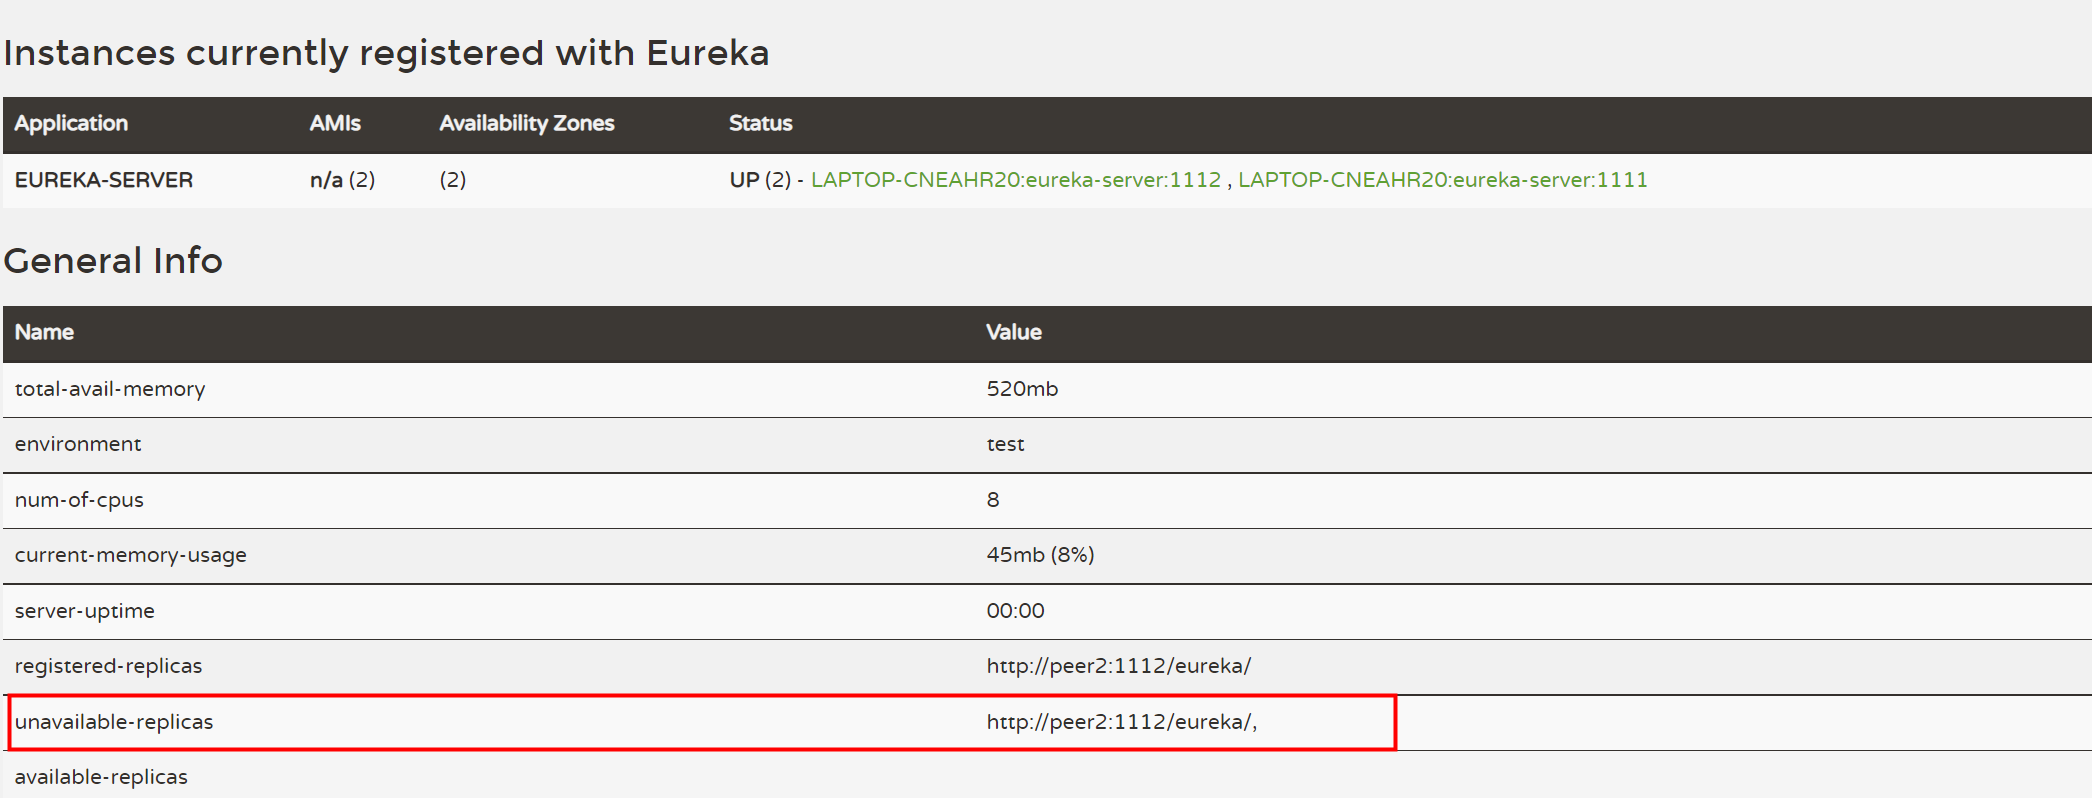 Instances currently registered with Eureka
Application AMIs Availability Zones Status
EUREKA-SERVER n/a (2) (2) UP (2) - LAPTOP-CNEAHR20:eureka-server:1112 , LAPTOP-CNEAHR20:eureka-server:1111
General Info
Name Value
total-avail-memory 520mb
environment test
num-of-cpus 8
current-memory-usage 45mb (8%)
server-uptime 00:00
registered-replicas http://peer2:1112/eureka/
unavailable-replicas http://peer2:1112/eureka/,
available-replicas